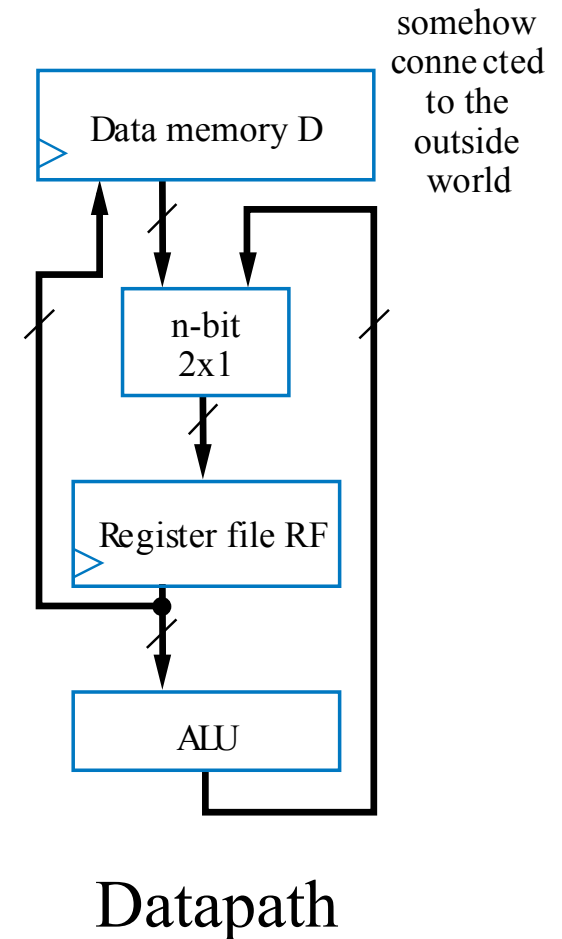 somehow
conne cted
to the
outside
world
Data memory D
n-bit
2x1
Register file RF
ALU
Datapath